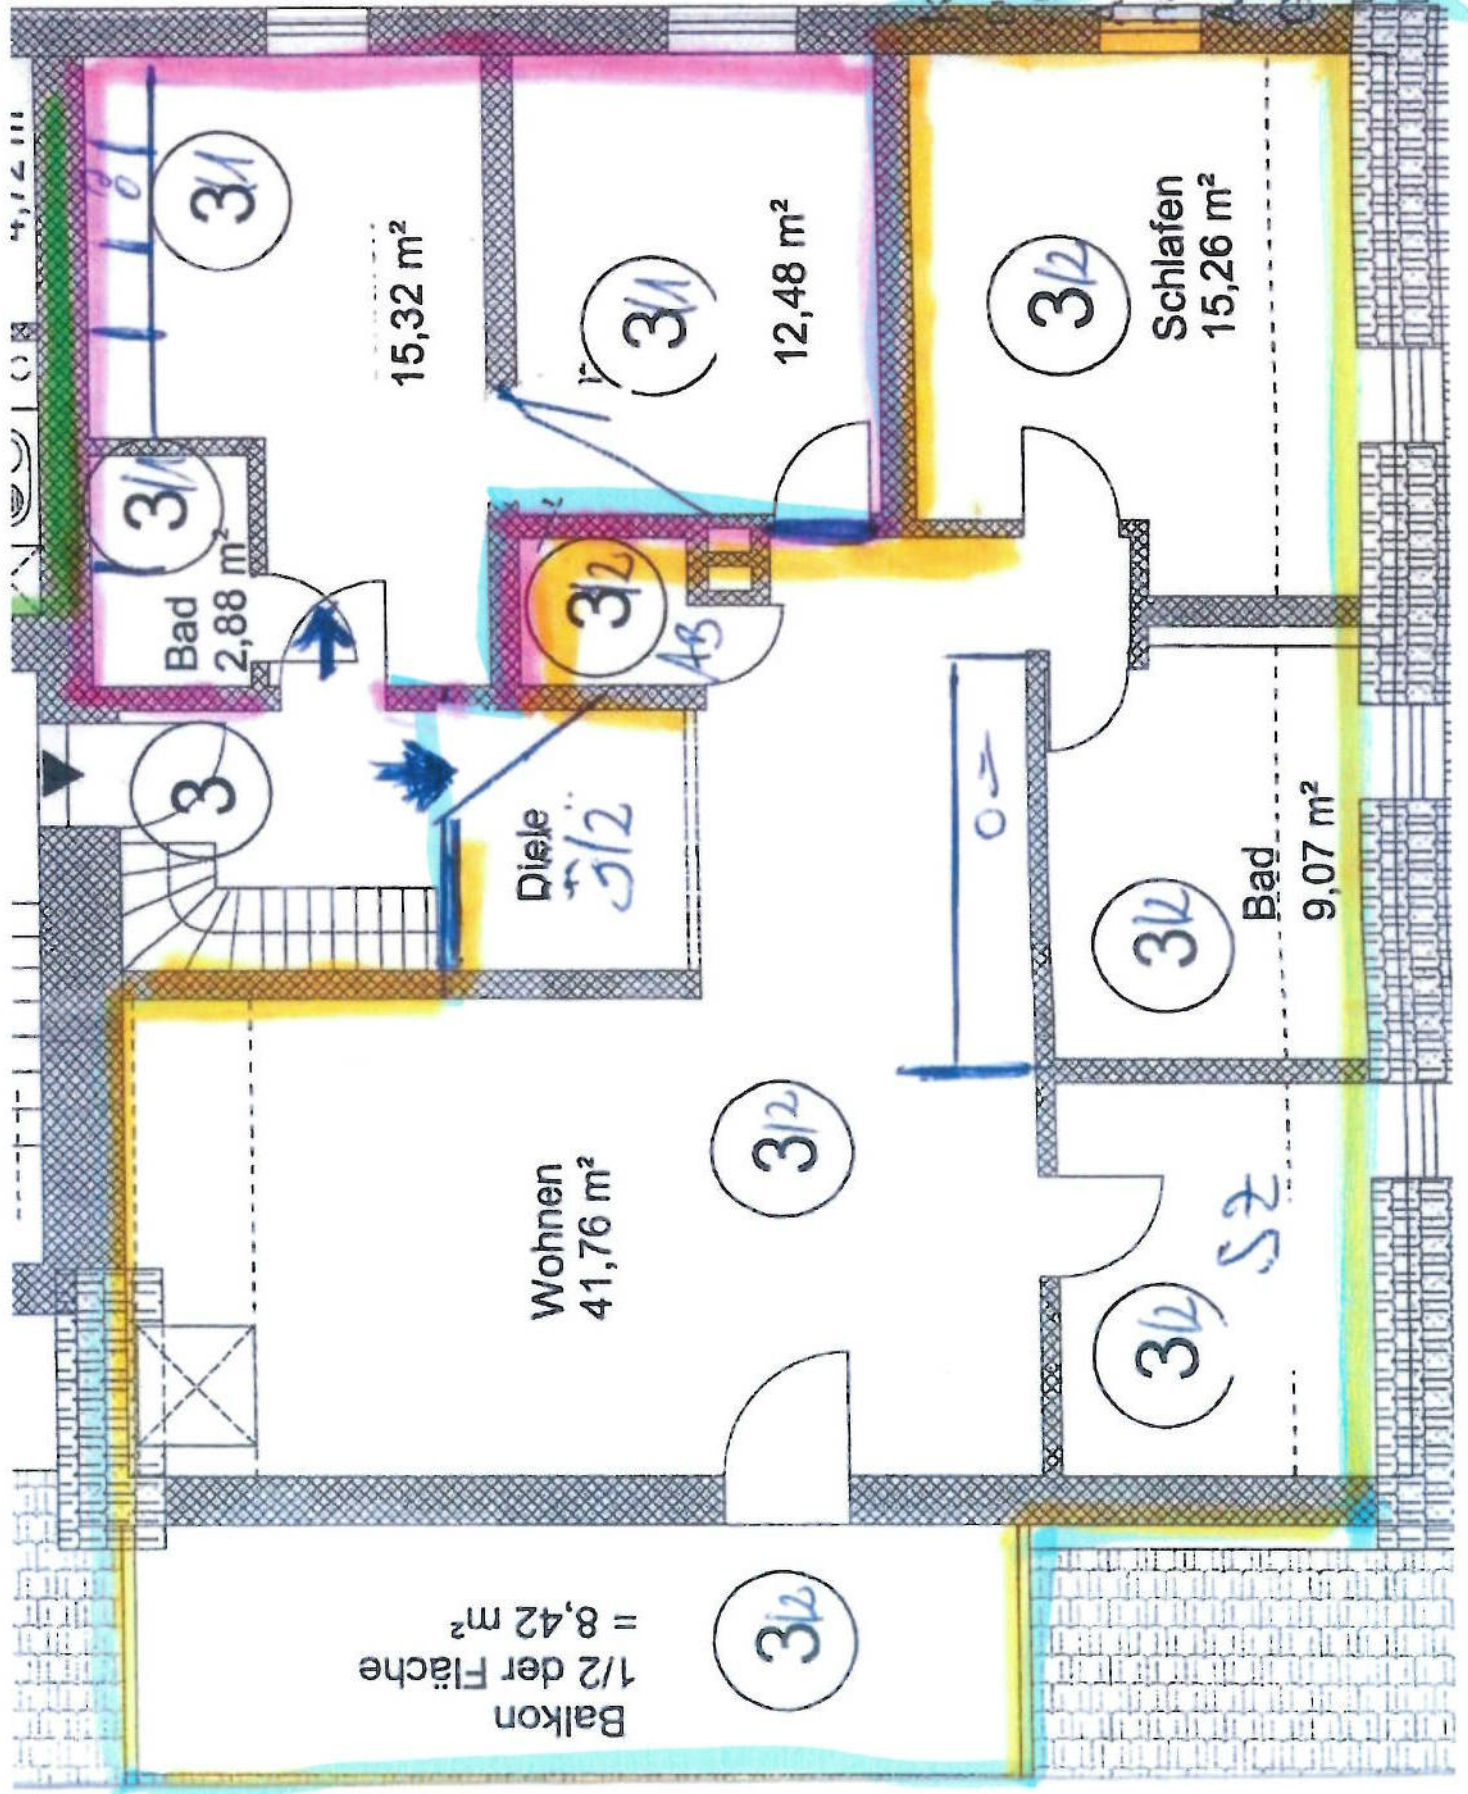 3/1
15,32 m²
3/1
12,48 m²
3/1
Bad
2,88 m²
3/2
AB
3/2
Schlafen
15,26 m²
3
Diele
3/2
3/2
Bad
9,07 m²
Wohnen
41,76 m²
3/2
3/2
SZ
Balkon
1/2 der Fläche
= 8,42 m²
3/2